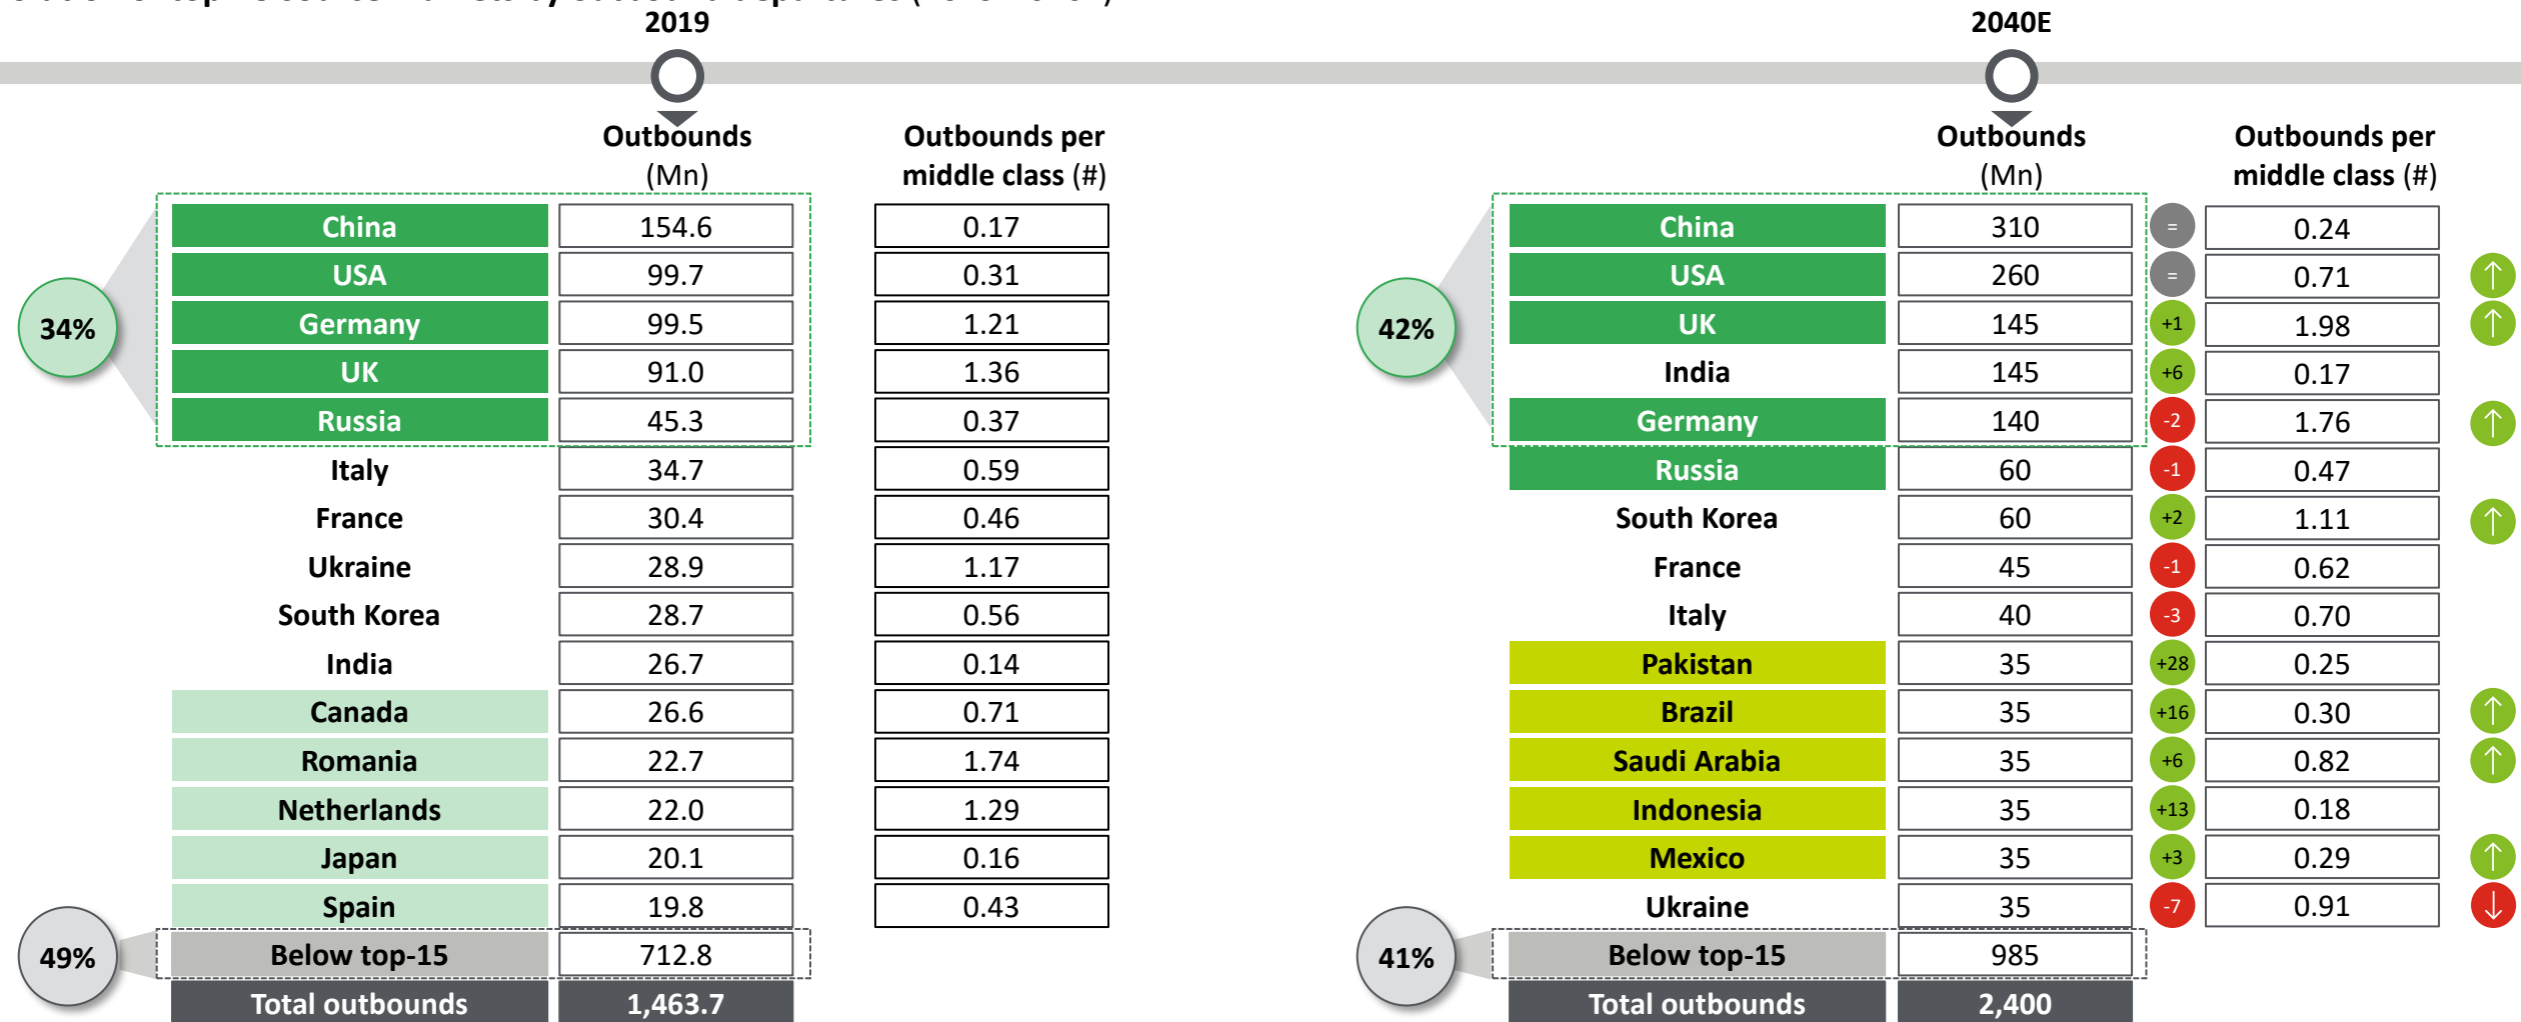 2019
2040E
Outbounds
(Mn)
Outbounds per
middle class (#)
Outbounds
(Mn)
Outbounds per
middle class (#)
34%
China 154.6 0.17
USA 99.7 0.31
Germany 99.5 1.21
UK 91.0 1.36
Russia 45.3 0.37
Italy 34.7 0.59
France 30.4 0.46
Ukraine 28.9 1.17
South Korea 28.7 0.56
India 26.7 0.14
Canada 26.6 0.71
Romania 22.7 1.74
Netherlands 22.0 1.29
Japan 20.1 0.16
Spain 19.8 0.43
49%
Below top-15 712.8
Total outbounds 1,463.7
42%
China 310 = 0.24
USA 260 = 0.71 ↑
UK 145 +1 1.98 ↑
India 145 +6 0.17
Germany 140 -2 1.76 ↑
Russia 60 -1 0.47
South Korea 60 +2 1.11 ↑
France 45 -1 0.62
Italy 40 -3 0.70
Pakistan 35 +28 0.25
Brazil 35 +16 0.30 ↑
Saudi Arabia 35 +6 0.82 ↑
Indonesia 35 +13 0.18
Mexico 35 +3 0.29 ↑
Ukraine 35 -7 0.91 ↓
41%
Below top-15 985
Total outbounds 2,400